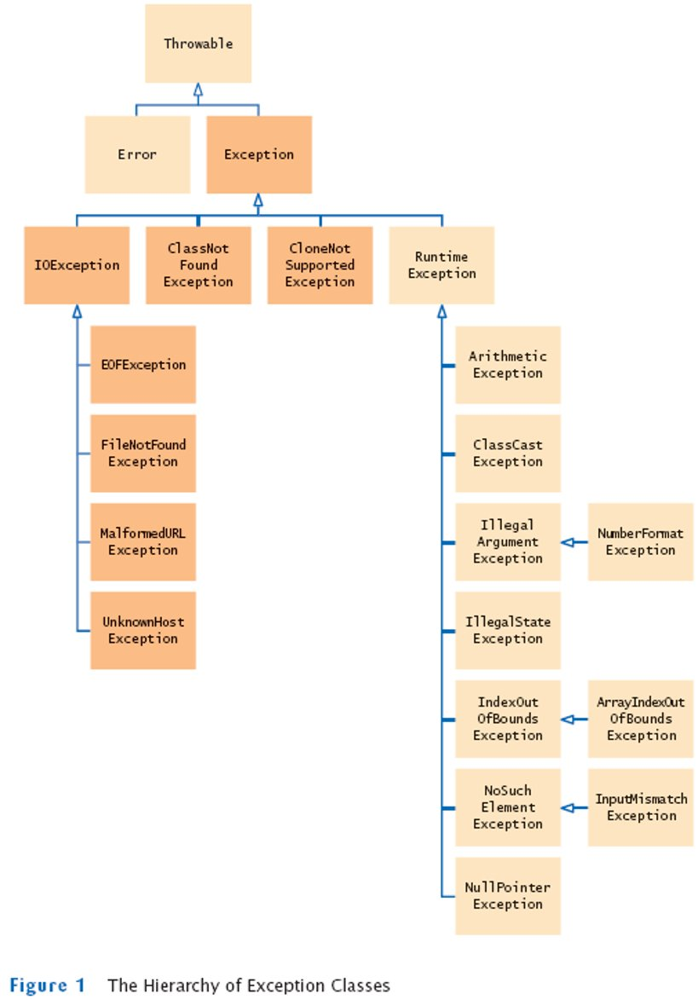 Throwable
Error
Exception
IOException
ClassNot
Found
Exception
CloneNot
Supported
Exception
Runtime
Exception
EOFException
FileNotFound
Exception
MalformedURL
Exception
UnknownHost
Exception
Arithmetic
Exception
ClassCast
Exception
Illegal
Argument
Exception
NumberFormat
Exception
IllegalState
Exception
IndexOut
OfBounds
Exception
ArrayIndexOut
OfBounds
Exception
NoSuch
Element
Exception
InputMismatch
Exception
NullPointer
Exception
Figure 1 The Hierarchy of Exception Classes